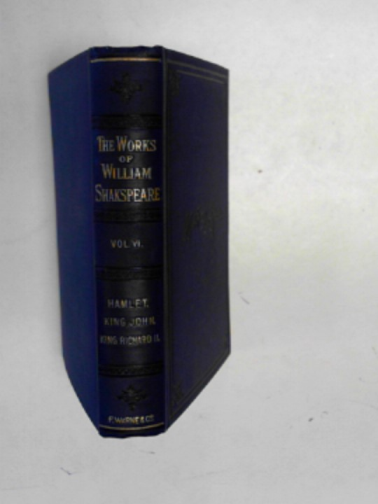 THE WORKS
OF
WILLIAM
SHAKSPEARE
VOL. VI.
HAMLET.
KING JOHN.
KING RICHARD II.
F. WARNE & CO